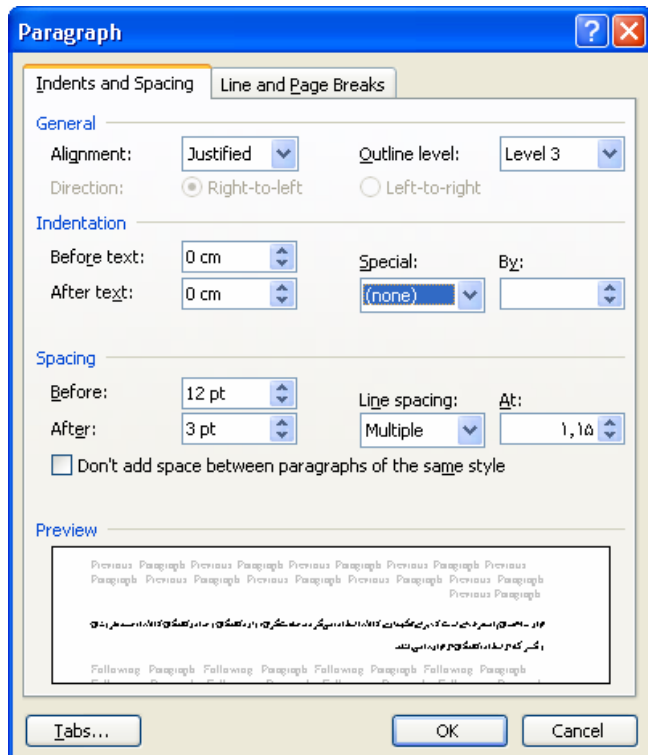 Paragraph
Indents and Spacing Line and Page Breaks
General
Alignment: Justified Outline level: Level 3
Direction: Right-to-left Left-to-right
Indentation
Before text: 0 cm Special: By:
After text: 0 cm (none)
Spacing
Before: 12 pt Line spacing: At:
After: 3 pt Multiple ۱,۱۵
Don't add space between paragraphs of the same style
Preview
Previous Paragraph Previous Paragraph Previous Paragraph Previous Paragraph Previous
Paragraph Previous Paragraph Previous Paragraph Previous Paragraph Previous Paragraph
Previous Paragraph
Following Paragraph Following Paragraph Following Paragraph Following Paragraph
Tabs... OK Cancel